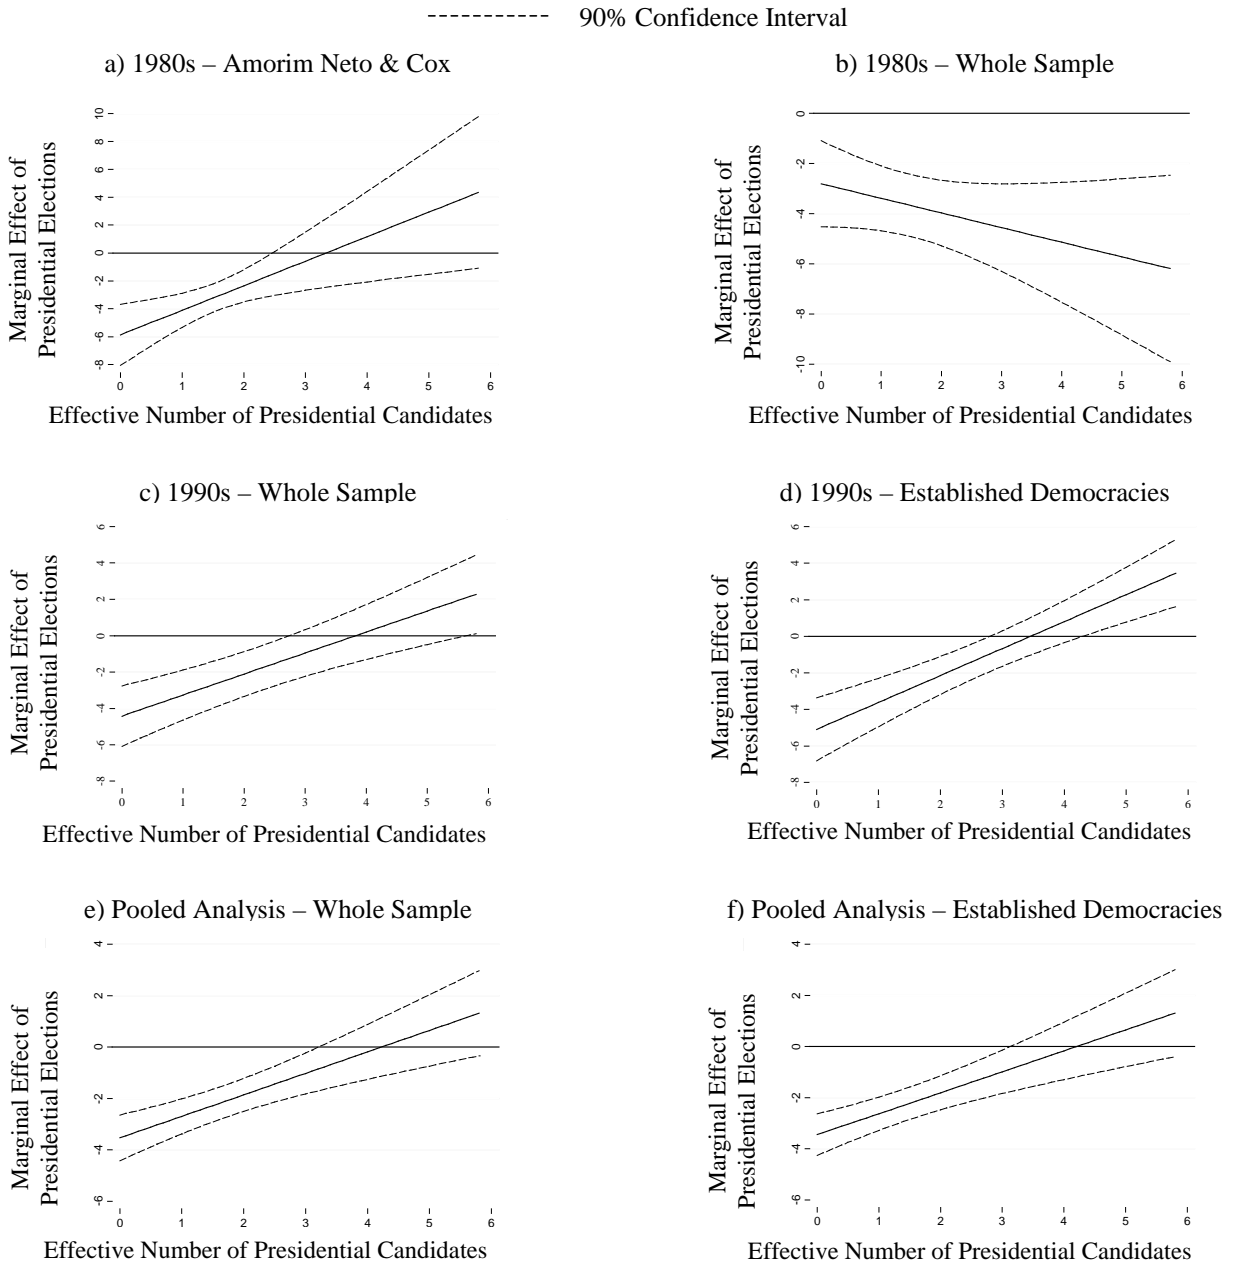 90% Confidence Interval
a) 1980s – Amorim Neto & Cox
b) 1980s – Whole Sample
Marginal Effect of
Presidential Elections
10
8
6
4
2
0
-2
-4
-6
-8
0 1 2 3 4 5 6
Effective Number of Presidential Candidates
Marginal Effect of
Presidential Elections
0
-2
-4
-6
-8
-10
0 1 2 3 4 5 6
Effective Number of Presidential Candidates
c) 1990s – Whole Sample
d) 1990s – Established Democracies
Marginal Effect of
Presidential Elections
6
4
2
0
-2
-4
-6
-8
0 1 2 3 4 5 6
Effective Number of Presidential Candidates
Marginal Effect of
Presidential Elections
6
4
2
0
-2
-4
-6
-8
0 1 2 3 4 5 6
Effective Number of Presidential Candidates
e) Pooled Analysis – Whole Sample
f) Pooled Analysis – Established Democracies
Marginal Effect of
Presidential Elections
4
2
0
-2
-4
-6
0 1 2 3 4 5 6
Effective Number of Presidential Candidates
Marginal Effect of
Presidential Elections
4
2
0
-2
-4
-6
0 1 2 3 4 5 6
Effective Number of Presidential Candidates